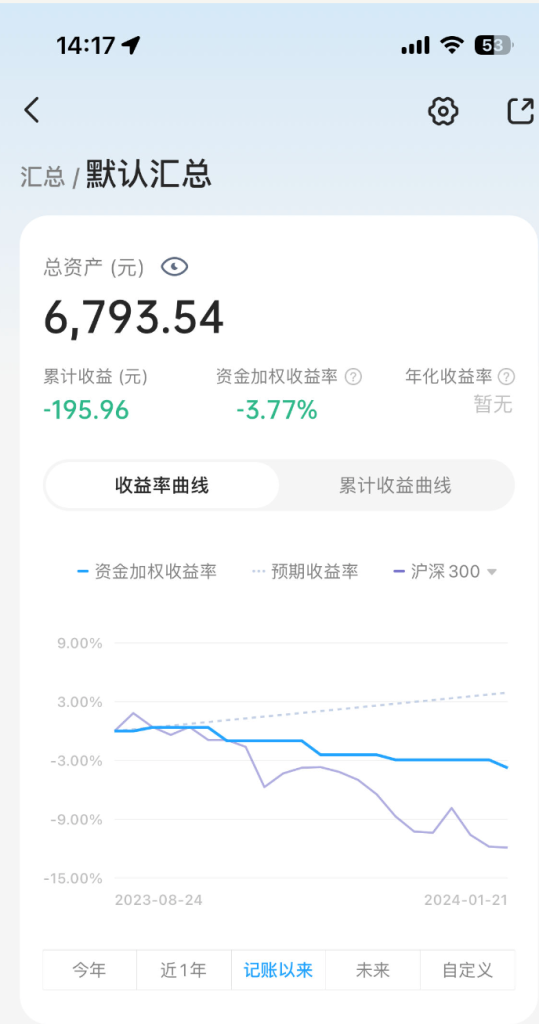 14:17
53
汇总 / 默认汇总
总资产 (元)
6,793.54
累计收益 (元) 资金加权收益率 ? 年化收益率 ?
-195.96 -3.77% 暂无
收益率曲线 累计收益曲线
资金加权收益率 预期收益率 沪深300
9.00%
3.00%
-3.00%
-9.00%
-15.00%
2023-08-24 2024-01-21
今年 近1年 记账以来 未来 自定义